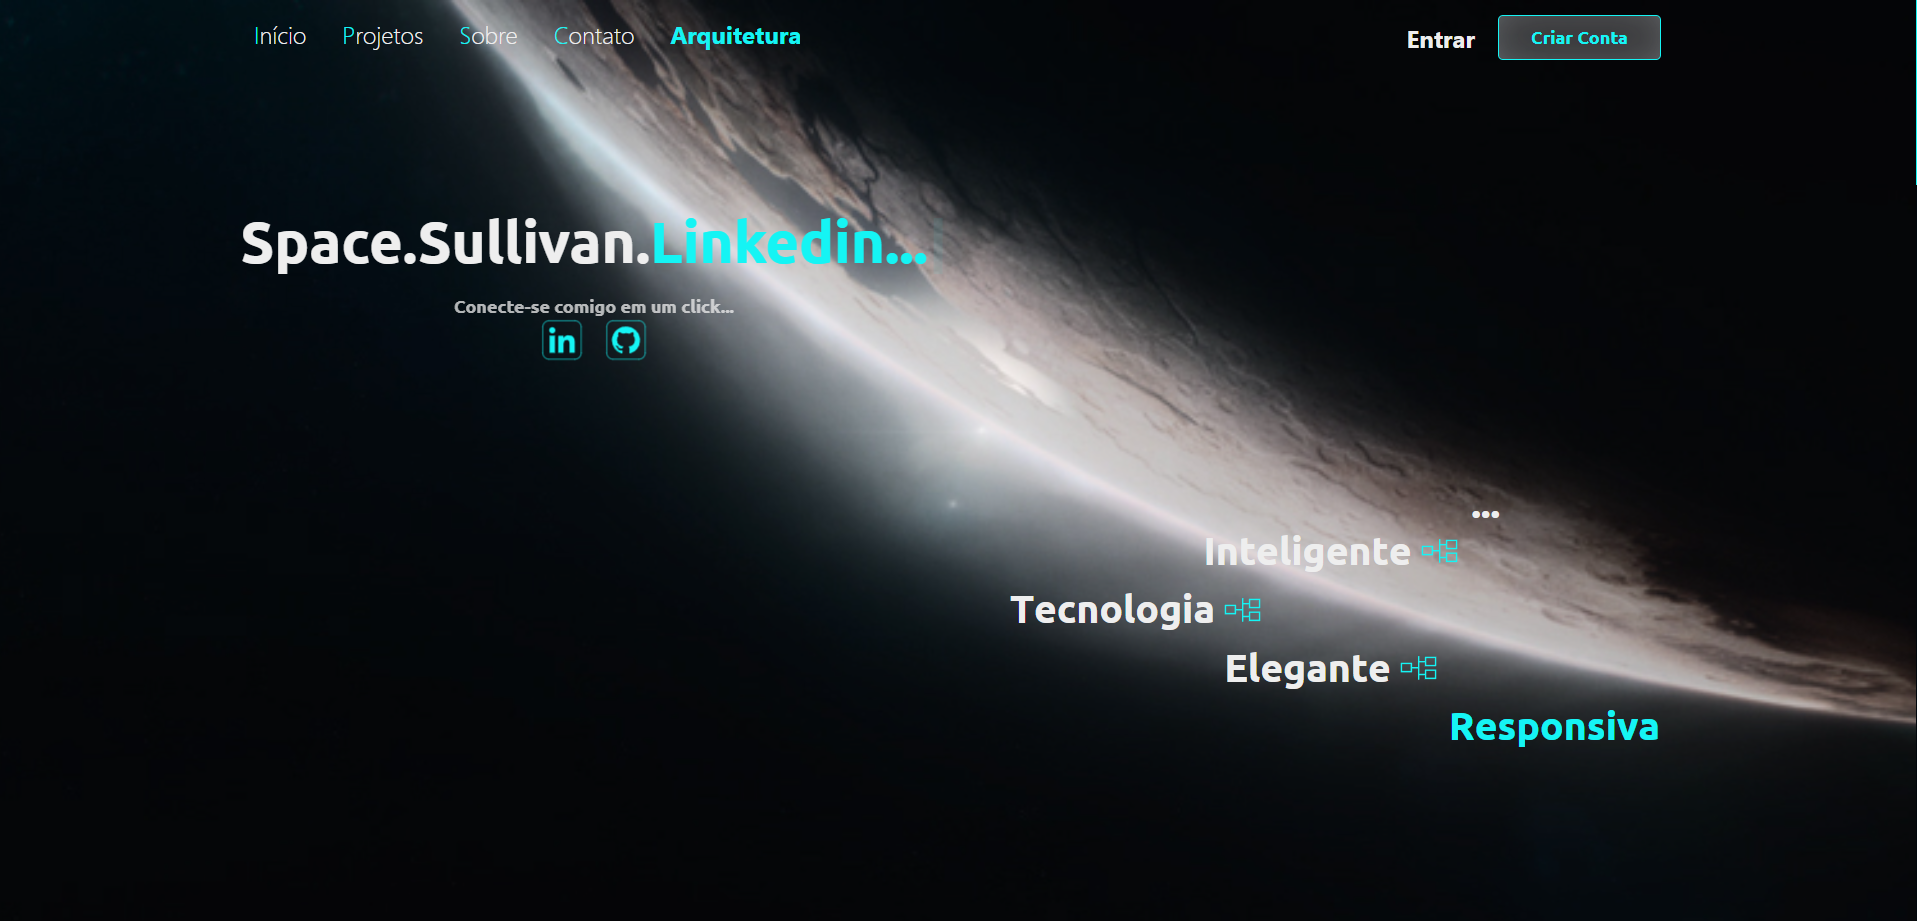 Início Projetos Sobre Contato Arquitetura Entrar Criar Conta
Space.Sullivan.Linkedin...
Conecte-se comigo em um click...
in
...
Inteligente
Tecnologia
Elegante
Responsiva